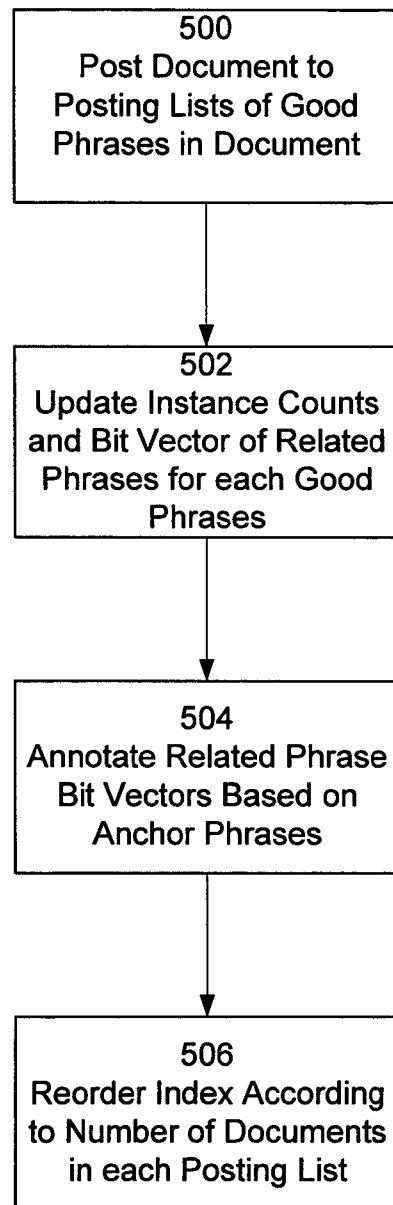 500
Post Document to
Posting Lists of Good
Phrases in Document
502
Update Instance Counts
and Bit Vector of Related
Phrases for each Good
Phrases
504
Annotate Related Phrase
Bit Vectors Based on
Anchor Phrases
506
Reorder Index According
to Number of Documents
in each Posting List